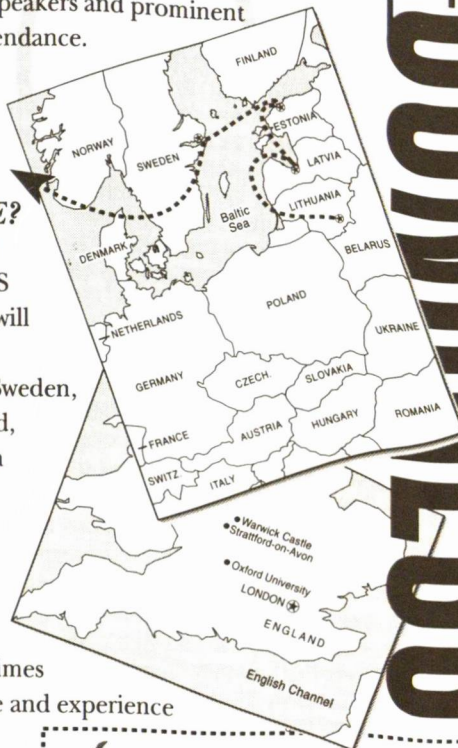 speakers and prominent
endance.
FINLAND
NORWAY
SWEDEN
ESTONIA
LATVIA
LITHUANIA
Baltic
Sea
E?
DENMARK
BELARUS
S
will
POLAND
NETHERLANDS
UKRAINE
GERMANY
CZECH.
SLOVAKIA
Sweden,
d,
FRANCE
AUSTRIA
HUNGARY
ROMANIA
SWITZ
ITALY
Warwick Castle
Strattford-on-Avon
Oxford University
LONDON
ENGLAND
English Channel
mes
e and experience